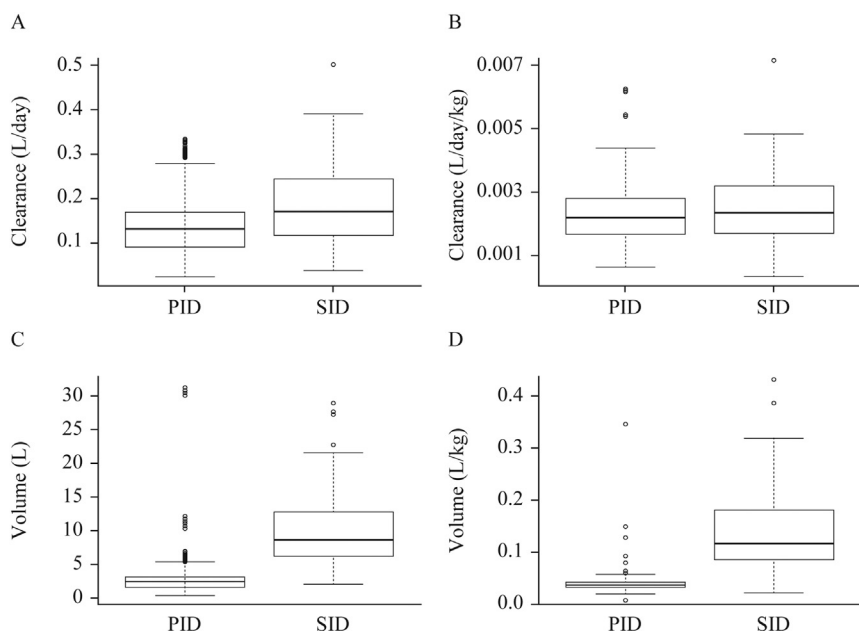 A
Clearance (L/day)
0.5
0.4
0.3
0.2
0.1
PID SID
B
Clearance (L/day/kg)
0.007
0.005
0.003
0.001
PID SID
C
Volume (L)
30
25
20
15
10
5
0
PID SID
D
Volume (L/kg)
0.4
0.3
0.2
0.1
0.0
PID SID